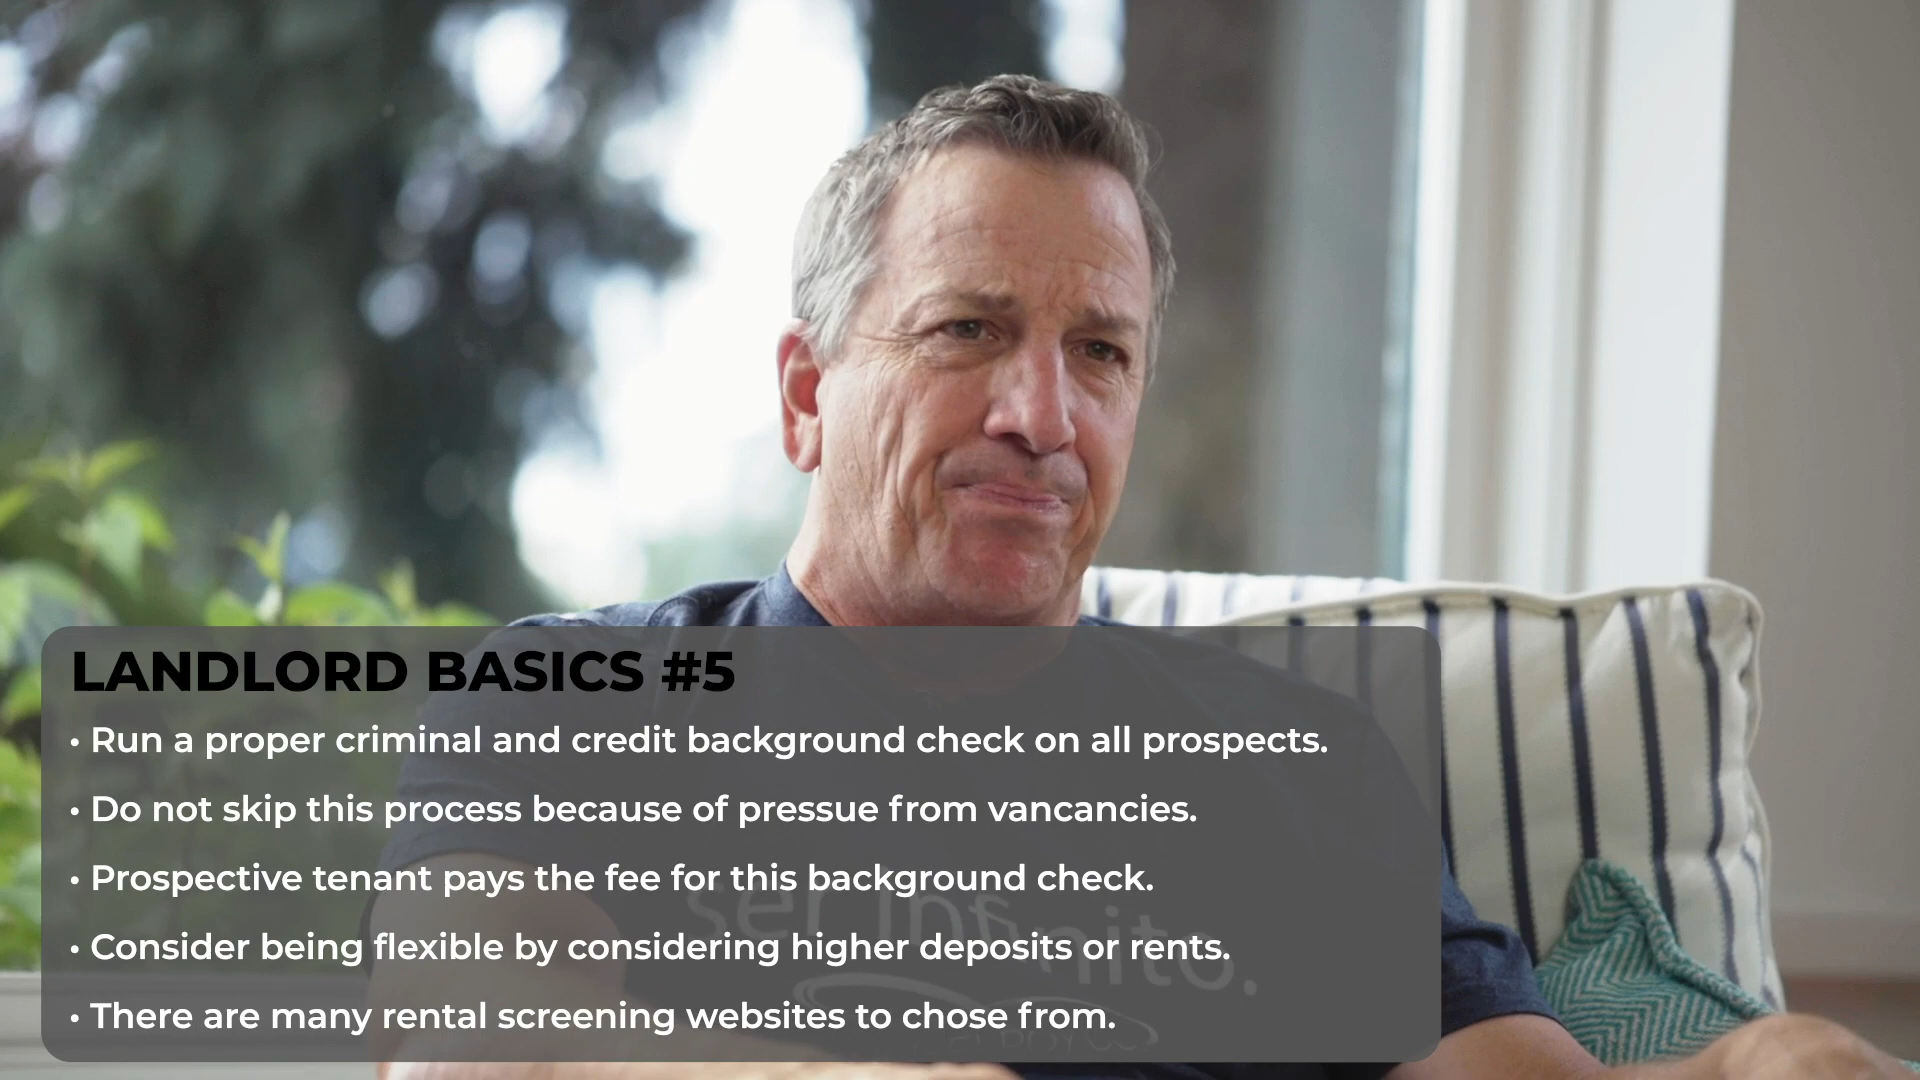 LANDLORD BASICS #5
• Run a proper criminal and credit background check on all prospects.
• Do not skip this process because of pressue from vancancies.
• Prospective tenant pays the fee for this background check.
• Consider being flexible by considering higher deposits or rents.
• There are many rental screening websites to chose from.
ser infinito.